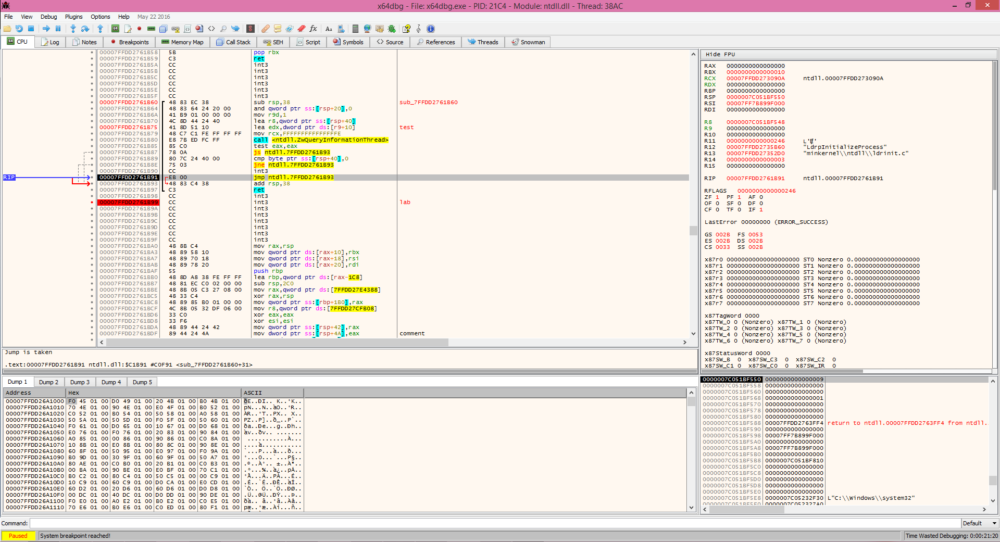 x64dbg - File: x64dbg.exe - PID: 21C4 - Module: ntdll.dll - Thread: 38AC
File View Debug Plugins Options Help May 22 2016
CPU Log Notes Breakpoints Memory Map Call Stack SEH Script Symbols Source References Threads Snowman
RIP
00007FFDD2761B58 5B pop rbx
00007FFDD2761B59 C3 ret
00007FFDD2761B5A CC int3
00007FFDD2761B5B CC int3
00007FFDD2761B5C CC int3
00007FFDD2761B5D CC int3
00007FFDD2761B5E CC int3
00007FFDD2761B5F CC int3
00007FFDD2761B60 48 83 EC 38 sub rsp,38 sub_7FFDD2761B60
00007FFDD2761B64 48 83 64 24 20 00 and qword ptr ss:[rsp+20],0
00007FFDD2761B6A 41 B9 01 00 00 00 mov r9d,1
00007FFDD2761B70 4C 8D 44 24 40 lea r8,qword ptr ss:[rsp+40]
00007FFDD2761B75 41 8D 51 10 lea edx,dword ptr ds:[r9+10] test
00007FFDD2761B79 48 C7 C1 FE FF FF FF mov rcx,FFFFFFFFFFFFFFFE
00007FFDD2761B80 E8 7B ED FC FF call <ntdll.ZwQueryInformationThread>
00007FFDD2761B85 85 C0 test eax,eax
00007FFDD2761B87 78 0A js ntdll.7FFDD2761B93
00007FFDD2761B89 80 7C 24 40 00 cmp byte ptr ss:[rsp+40],0
00007FFDD2761B8E 75 03 jne ntdll.7FFDD2761B93
00007FFDD2761B90 CC int3
00007FFDD2761B91 EB 00 jmp ntdll.7FFDD2761B93
00007FFDD2761B93 48 83 C4 38 add rsp,38
00007FFDD2761B97 C3 ret
00007FFDD2761B98 CC int3
00007FFDD2761B99 CC int3 lab
00007FFDD2761B9A CC int3
00007FFDD2761B9B CC int3
00007FFDD2761B9C CC int3
00007FFDD2761B9D CC int3
00007FFDD2761B9E CC int3
00007FFDD2761B9F CC int3
00007FFDD2761BA0 48 8B C4 mov rax,rsp
00007FFDD2761BA3 48 89 58 10 mov qword ptr ds:[rax+10],rbx
00007FFDD2761BA7 48 89 70 18 mov qword ptr ds:[rax+18],rsi
00007FFDD2761BAB 48 89 78 20 mov qword ptr ds:[rax+20],rdi
00007FFDD2761BAF 55 push rbp
00007FFDD2761BB0 48 8D A8 38 FE FF FF lea rbp,qword ptr ds:[rax-1C8]
00007FFDD2761BB7 48 81 EC C0 02 00 00 sub rsp,2C0
00007FFDD2761BBE 48 8B 05 C3 27 08 00 mov rax,qword ptr ds:[7FFDD27E4388]
00007FFDD2761BC5 48 33 C4 xor rax,rsp
00007FFDD2761BC8 48 89 85 B0 01 00 00 mov qword ptr ss:[rbp+1B0],rax
00007FFDD2761BCF 4C 8B 05 32 DF 06 00 mov r8,qword ptr ds:[7FFDD27CFB08]
00007FFDD2761BD6 33 C0 xor eax,eax
00007FFDD2761BD8 33 F6 xor esi,esi
00007FFDD2761BDA 48 89 44 24 42 mov qword ptr ss:[rsp+42],rax
00007FFDD2761BDF 89 44 24 4A mov dword ptr ss:[rsp+4A],eax comment
Jump is taken
.text:00007FFDD2761B91 ntdll.dll:$C1B91 #C0F91 <sub_7FFDD2761B60+31>
Hide FPU
RAX 0000000000000000
RBX 0000000000000010
RCX 00007FFDD273090A ntdll.00007FFDD273090A
RDX 0000000000000000
RBP 0000000000000000
RSP 0000007C051BF550
RSI 00007FF7B899F000
RDI 0000000000000000
R8 0000007C051BF548
R9 0000000000000000
R10 0000000000000000
R11 0000000000000246
R12 00007FFDD2735B60 "LdrpInitializeProcess"
R13 00007FFDD27352D0 "minkernel\\ntdll\\ldrinit.c"
R14 0000000000000003
R15 0000000000000000
RIP 00007FFDD2761B91 ntdll.00007FFDD2761B91
RFLAGS 0000000000000246
ZF 1 PF 1 AF 0
OF 0 SF 0 DF 0
CF 0 TF 0 IF 1
LastError 00000000 (ERROR_SUCCESS)
GS 002B FS 0053
ES 002B DS 002B
CS 0033 SS 002B
x87r0 00000000000000000000 ST0 Nonzero 0.000000000000000000
x87r1 00000000000000000000 ST1 Nonzero 0.000000000000000000
x87r2 00000000000000000000 ST2 Nonzero 0.000000000000000000
x87r3 00000000000000000000 ST3 Nonzero 0.000000000000000000
x87r4 00000000000000000000 ST4 Nonzero 0.000000000000000000
x87r5 00000000000000000000 ST5 Nonzero 0.000000000000000000
x87r6 00000000000000000000 ST6 Nonzero 0.000000000000000000
x87r7 00000000000000000000 ST7 Nonzero 0.000000000000000000
x87TagWord 0000
x87TW_0 0 (Nonzero) x87TW_1 0 (Nonzero)
x87TW_2 0 (Nonzero) x87TW_3 0 (Nonzero)
x87TW_4 0 (Nonzero) x87TW_5 0 (Nonzero)
x87TW_6 0 (Nonzero) x87TW_7 0 (Nonzero)
x87StatusWord 0000
x87SW_B 0 x87SW_C3 0 x87SW_C2 0
x87SW_C1 0 x87SW_C0 0 x87SW_IR 0
Dump 1 Dump 2 Dump 3 Dump 4 Dump 5
Address Hex ASCII
00007FFDD26A1000 F0 45 01 00 D0 49 01 00 20 4B 01 00 B0 4B 01 00 ðE..ÐI.. K..°K..
00007FFDD26A1010 70 4E 01 00 90 4E 01 00 E0 4F 01 00 B0 52 01 00 pN...N..àO..°R..
00007FFDD26A1020 C0 52 01 00 B0 54 01 00 50 58 01 00 A0 58 01 00 ÀR..°T..PX.. X..
00007FFDD26A1030 50 5A 01 00 50 5D 01 00 F0 5F 01 00 50 60 01 00 PZ..P]..ð_..P`..
00007FFDD26A1040 F0 61 01 00 D0 65 01 00 10 67 01 00 D0 68 01 00 ða..Ðe...g..Ðh..
00007FFDD26A1050 E0 76 01 00 F0 76 01 00 20 83 01 00 90 84 01 00 àv..ðv.. .......
00007FFDD26A1060 A0 85 01 00 00 86 01 00 90 86 01 00 C0 8A 01 00 ............À...
00007FFDD26A1070 10 8B 01 00 E0 8B 01 00 80 8C 01 00 90 8E 01 00 ....à...........
00007FFDD26A1080 60 8F 01 00 50 95 01 00 E0 97 01 00 F0 9A 01 00 `...P...à...ð...
00007FFDD26A1090 B0 9D 01 00 30 9F 01 00 60 9F 01 00 50 A7 01 00 °...0...`...P§..
00007FFDD26A10A0 80 AE 01 00 C0 B0 01 00 20 B1 01 00 C0 B3 01 00 .®..À°.. ±..À³..
00007FFDD26A10B0 00 BA 01 00 90 BE 01 00 E0 BF 01 00 70 C1 01 00 .º...¾..à¿..pÁ..
00007FFDD26A10C0 B0 C2 01 00 80 C4 01 00 50 C5 01 00 00 C9 01 00 °Â...Ä..PÅ...É..
00007FFDD26A10D0 10 C9 01 00 60 C9 01 00 D0 CA 01 00 E0 CD 01 00 .É..`É..ÐÊ..àÍ..
00007FFDD26A10E0 60 D2 01 00 20 D6 01 00 60 D6 01 00 D0 D8 01 00 `Ò.. Ö..`Ö..ÐØ..
00007FFDD26A10F0 00 DC 01 00 40 DC 01 00 D0 DD 01 00 90 DE 01 00 .Ü..@Ü..ÐÝ...Þ..
00007FFDD26A1100 F0 E0 01 00 A0 E2 01 00 B0 E2 01 00 C0 E5 01 00 ðà.. â..°â..Àå..
00007FFDD26A1110 70 E6 01 00 B0 E6 01 00 C0 ED 01 00 80 F1 01 00 pæ..°æ..Àí...ñ..
0000007C051BF550 0000000000000009
0000007C051BF558 0000000000000000
0000007C051BF560 0000000000000000
0000007C051BF568 0000000000000001
0000007C051BF570 0000000000000000
0000007C051BF578 0000000000000000
0000007C051BF580 0000000000000000
0000007C051BF588 00007FFDD2763FF4 return to ntdll.00007FFDD2763FF4 from ntdll.
0000007C051BF590 0000000000000000
0000007C051BF598 00007FF7B899F000
0000007C051BF5A0 0000000000000000
0000007C051BF5A8 00007FF7B899F000
0000007C051BF5B0 0000000000000000
0000007C051BF5B8 0000007C051BF810
0000007C051BF5C0 0000000000000000
0000007C051BF5C8 0000000000000000
0000007C051BF5D0 0000000000000000
0000007C051BF5D8 0000000000000000
0000007C051BF5E0 0000000000000000
0000007C051BF5E8 0000007C05232F30 L"C:\\Windows\\system32"
0000007C051BF5F0 0000007C052327A0
Command: Default
Paused System breakpoint reached! Time Wasted Debugging: 0:00:21:20